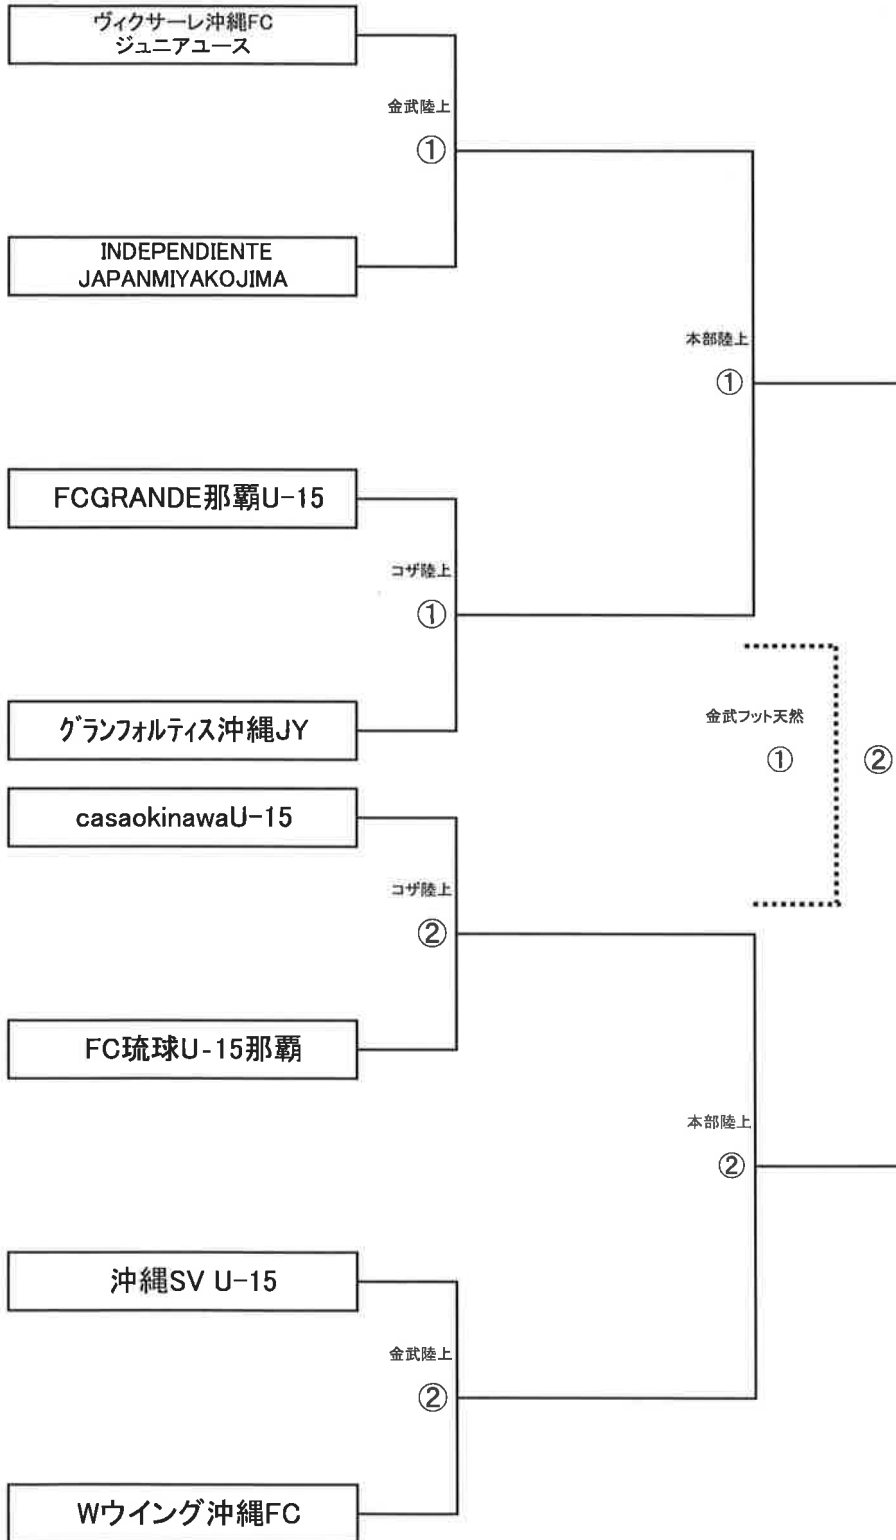 ヴィクサーレ沖縄FC
ジュニアユース
金武陸上
①
INDEPENDIENTE
JAPANMIYAKOJIMA
本部陸上
①
FCGRANDE那覇U-15
コザ陸上
①
グランフォルティス沖縄JY
金武フット天然
① ②
casaokinawaU-15
コザ陸上
②
FC琉球U-15那覇
本部陸上
②
沖縄SV U-15
金武陸上
②
Wウイング沖縄FC